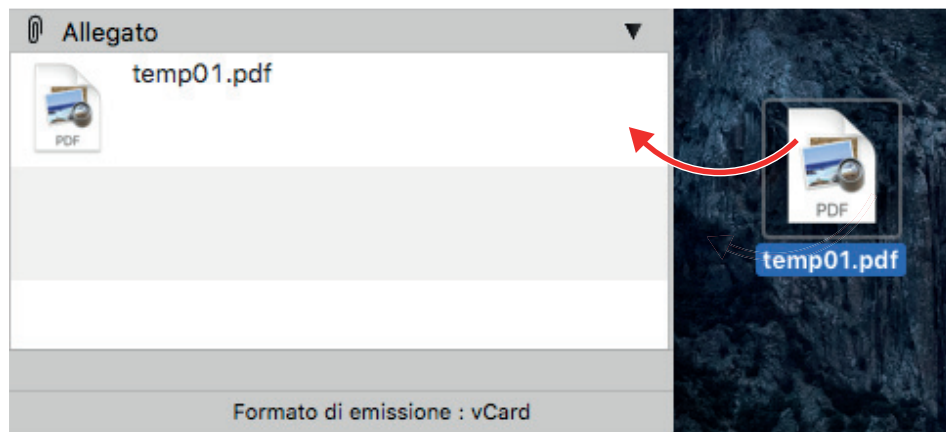 Allegato
temp01.pdf
PDF
PDF
temp01.pdf
Formato di emissione : vCard